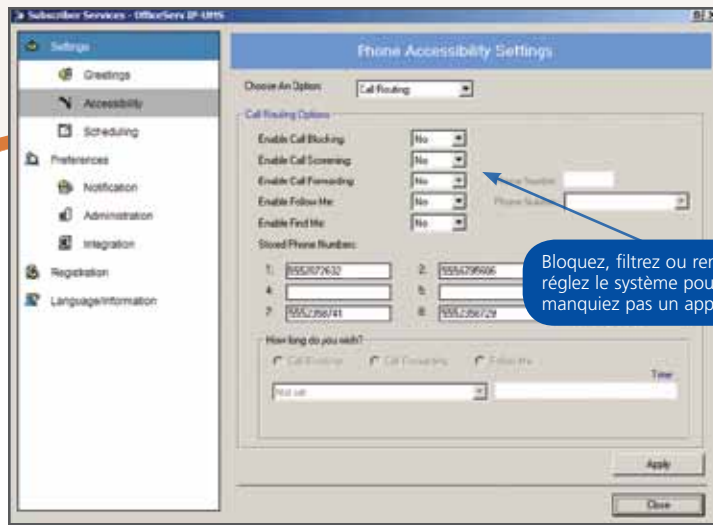 Subscriber Services - OfficeServ IP-UMS
Settings
Greetings
Accessibility
Scheduling
Preferences
Notification
Administration
Integration
Registration
Language/Information
Phone Accessibility Settings
Choose An Option: Call Routing
Call Routing Options
Enable Call Blocking: No
Enable Call Screening: No
Enable Call Forwarding: No Phone Number:
Enable Follow Me: No Phone Number:
Enable Find Me: No
Stored Phone Numbers:
1: 2:
4: 5:
7: 8:
Bloquez, filtrez ou ren
réglez le système pou
manquiez pas un app
How long do you wish?
Call Blocking Call Forwarding Follow Me
Not set Time:
Apply
Close